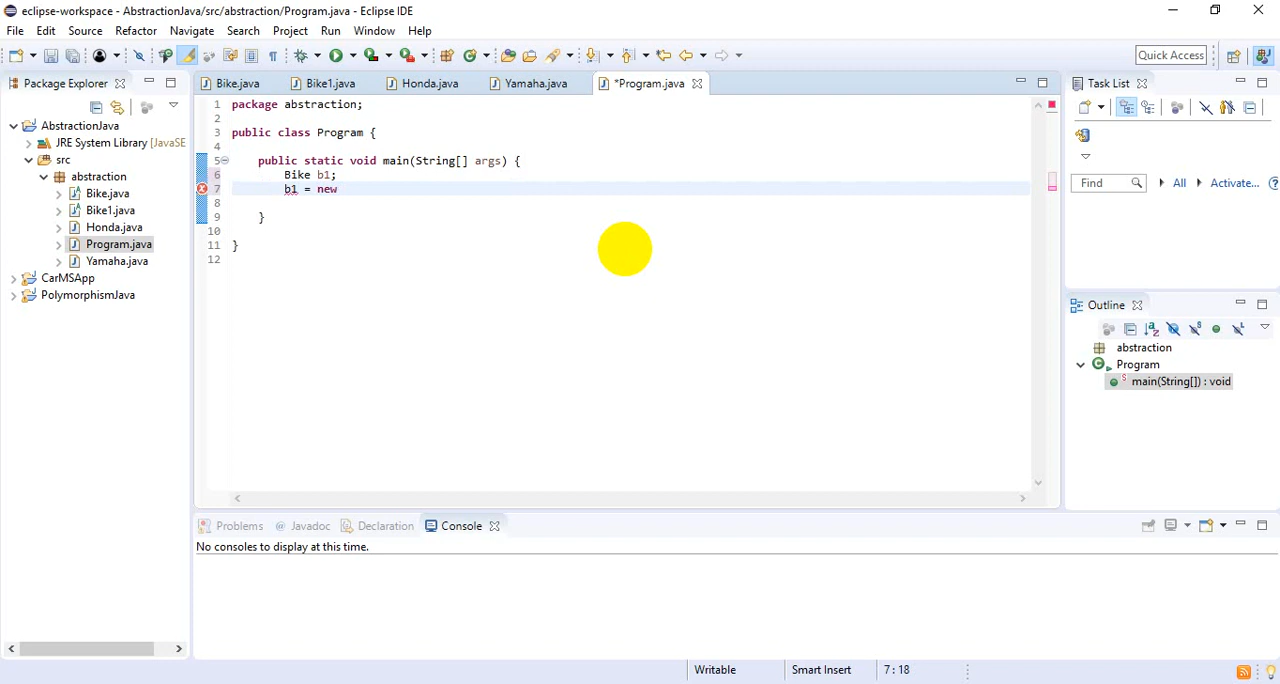 eclipse-workspace - AbstractionJava/src/abstraction/Program.java - Eclipse IDE
File Edit Source Refactor Navigate Search Project Run Window Help
Quick Access
Package Explorer
Bike.java Bike1.java Honda.java Yamaha.java *Program.java
Task List
AbstractionJava
JRE System Library [JavaSE
src
abstraction
Bike.java
Bike1.java
Honda.java
Program.java
Yamaha.java
CarMSApp
PolymorphismJava
1 package abstraction;
2
3 public class Program {
4
5 public static void main(String[] args) {
6 Bike b1;
7 b1 = new
8
9 }
10
11 }
12
Find All Activate...
Outline
abstraction
Program
main(String[]) : void
Problems @ Javadoc Declaration Console
No consoles to display at this time.
Writable Smart Insert 7 : 18